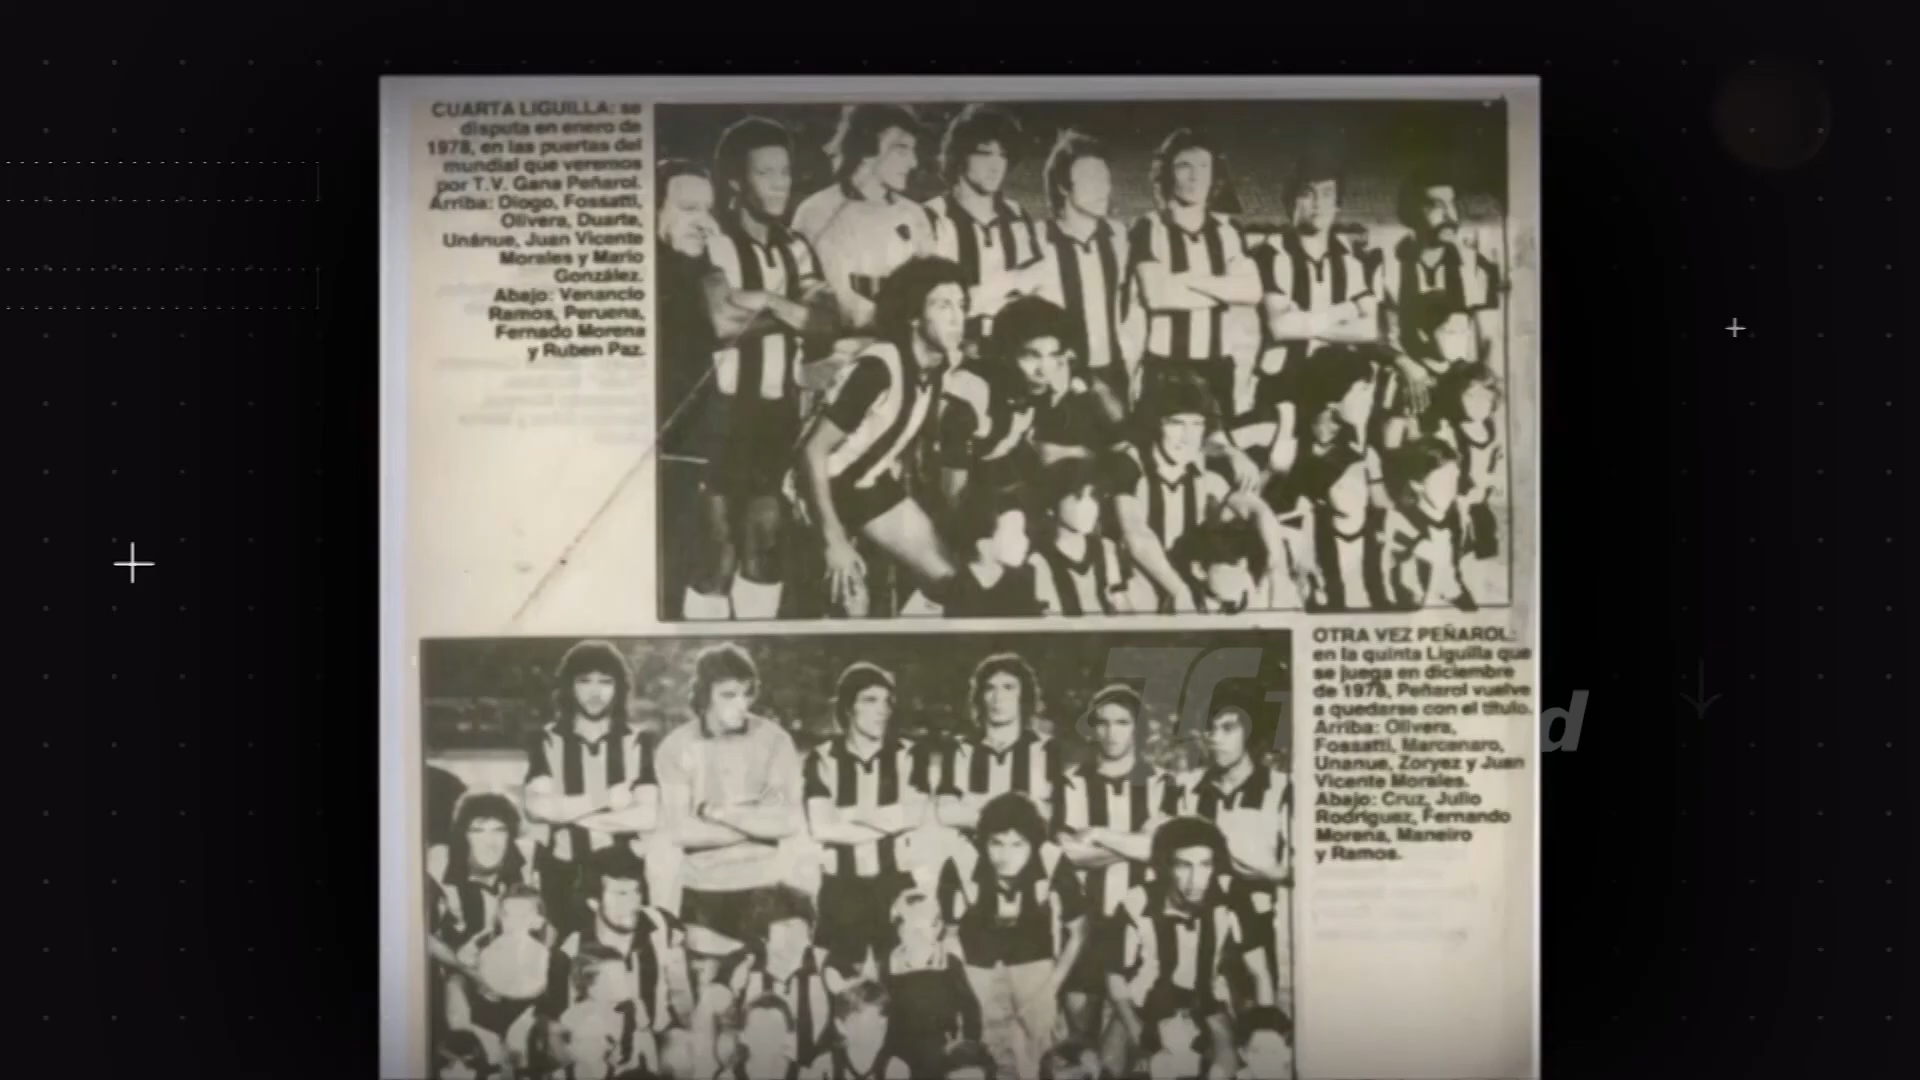 CUARTA LIGUILLA: se
disputa en enero de
1978, en las puertas del
mundial que veremos
por T.V. Gana Peñarol.
Arriba: Diogo, Fossatti,
Olivera, Duarte,
Unánue, Juan Vicente
Morales y Mario
González.
Abajo: Venancio
Ramos, Peruena,
Fernado Morena
y Ruben Paz.
OTRA VEZ PEÑAROL:
en la quinta Liguilla que
se juega en diciembre
de 1978, Peñarol vuelve
a quedarse con el título.
Arriba: Olivera,
Fossatti, Marcenaro,
Unanue, Zoryez y Juan
Vicente Morales.
Abajo: Cruz, Julio
Rodríguez, Fernando
Morena, Maneiro
y Ramos.